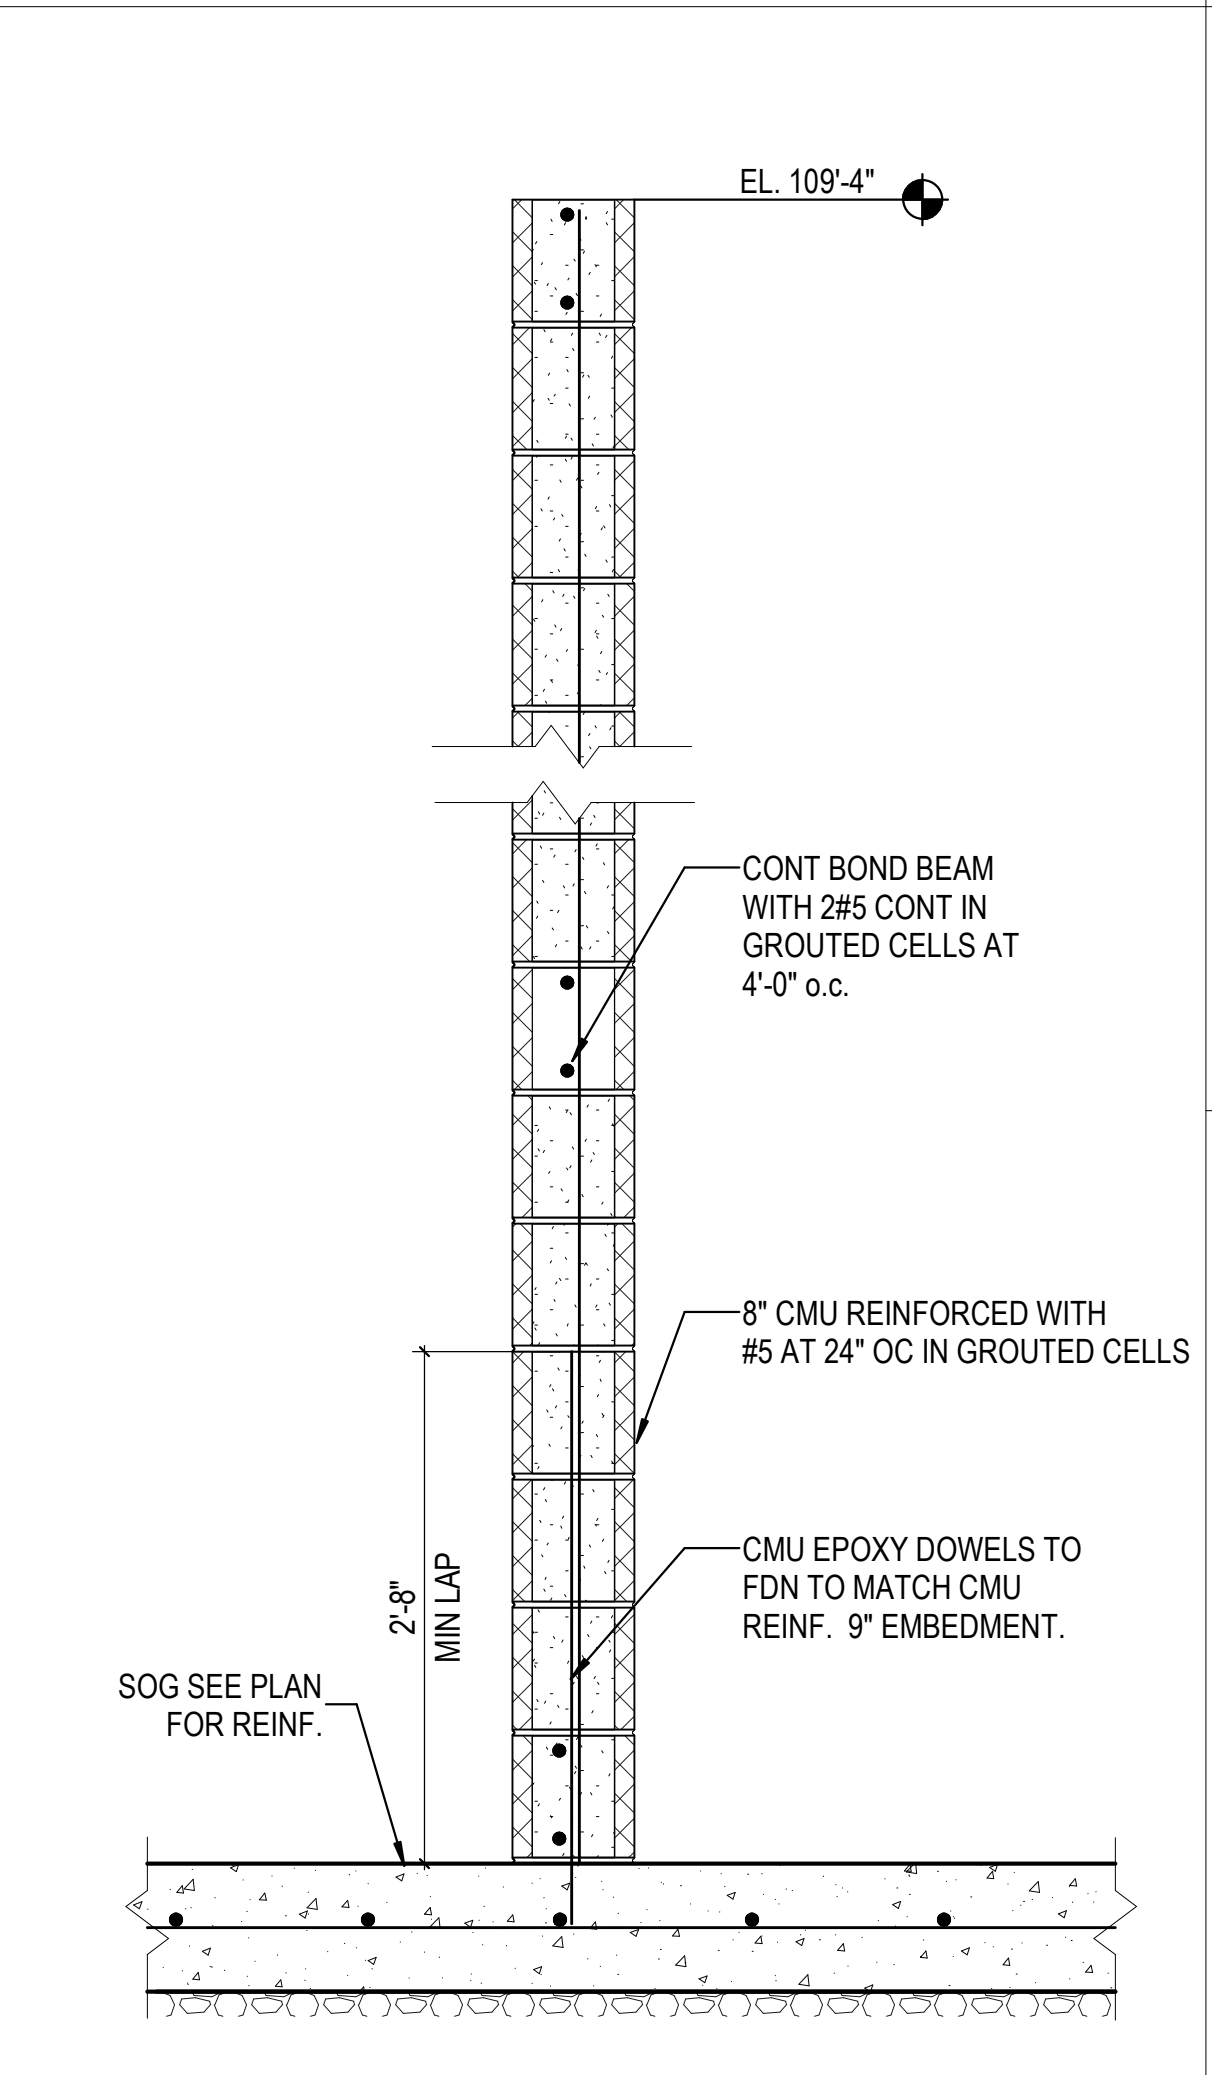 EL. 109'-4"
CONT BOND BEAM
WITH 2#5 CONT IN
GROUTED CELLS AT
4'-0" o.c.
8" CMU REINFORCED WITH
#5 AT 24" OC IN GROUTED CELLS
2'-8"
MIN LAP
CMU EPOXY DOWELS TO
FDN TO MATCH CMU
REINF. 9" EMBEDMENT.
SOG SEE PLAN
FOR REINF.